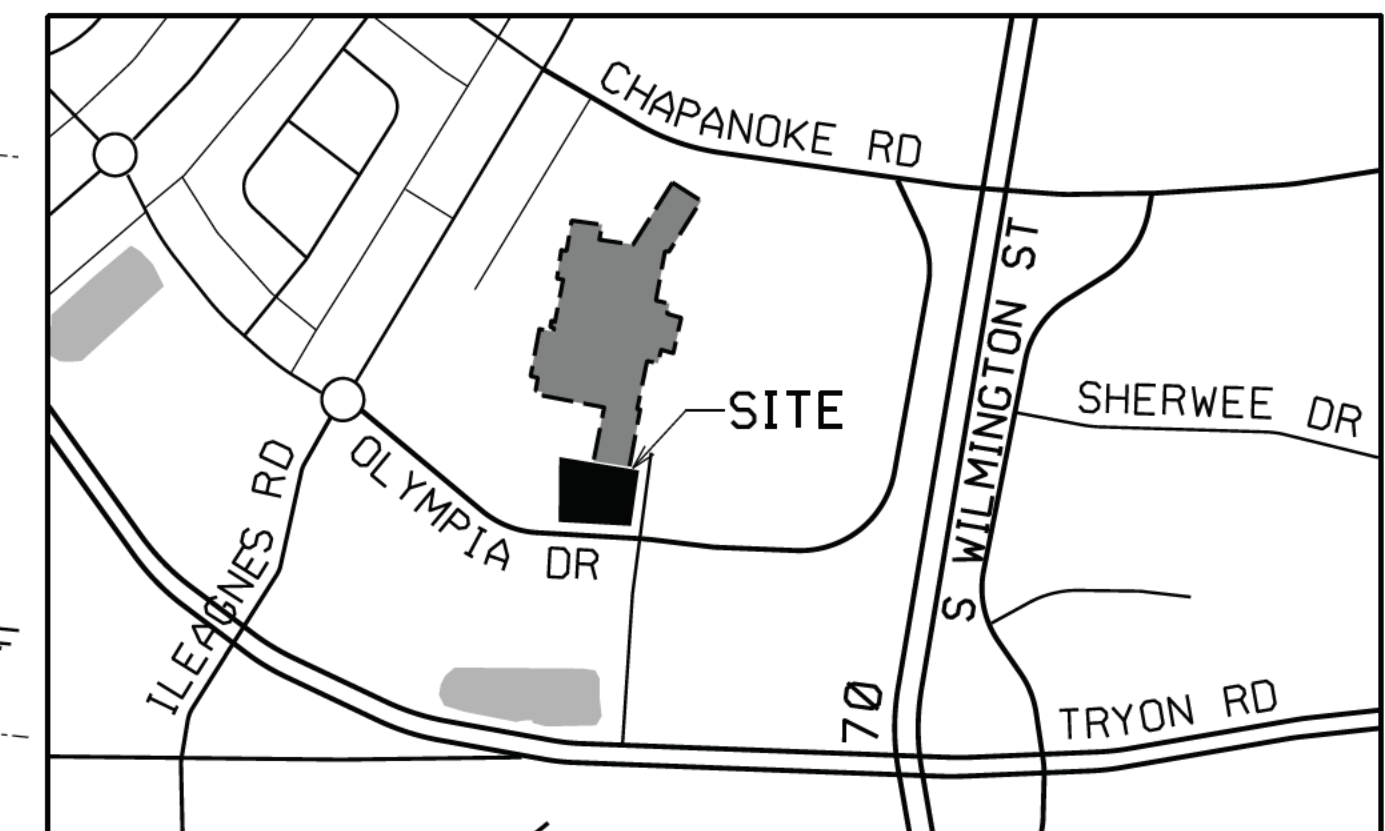 CHAPANOKE RD
S WILMINGTON ST
SHERWEE DR
SITE
OLYMPIA DR
ILEAGNES RD
70
TRYON RD